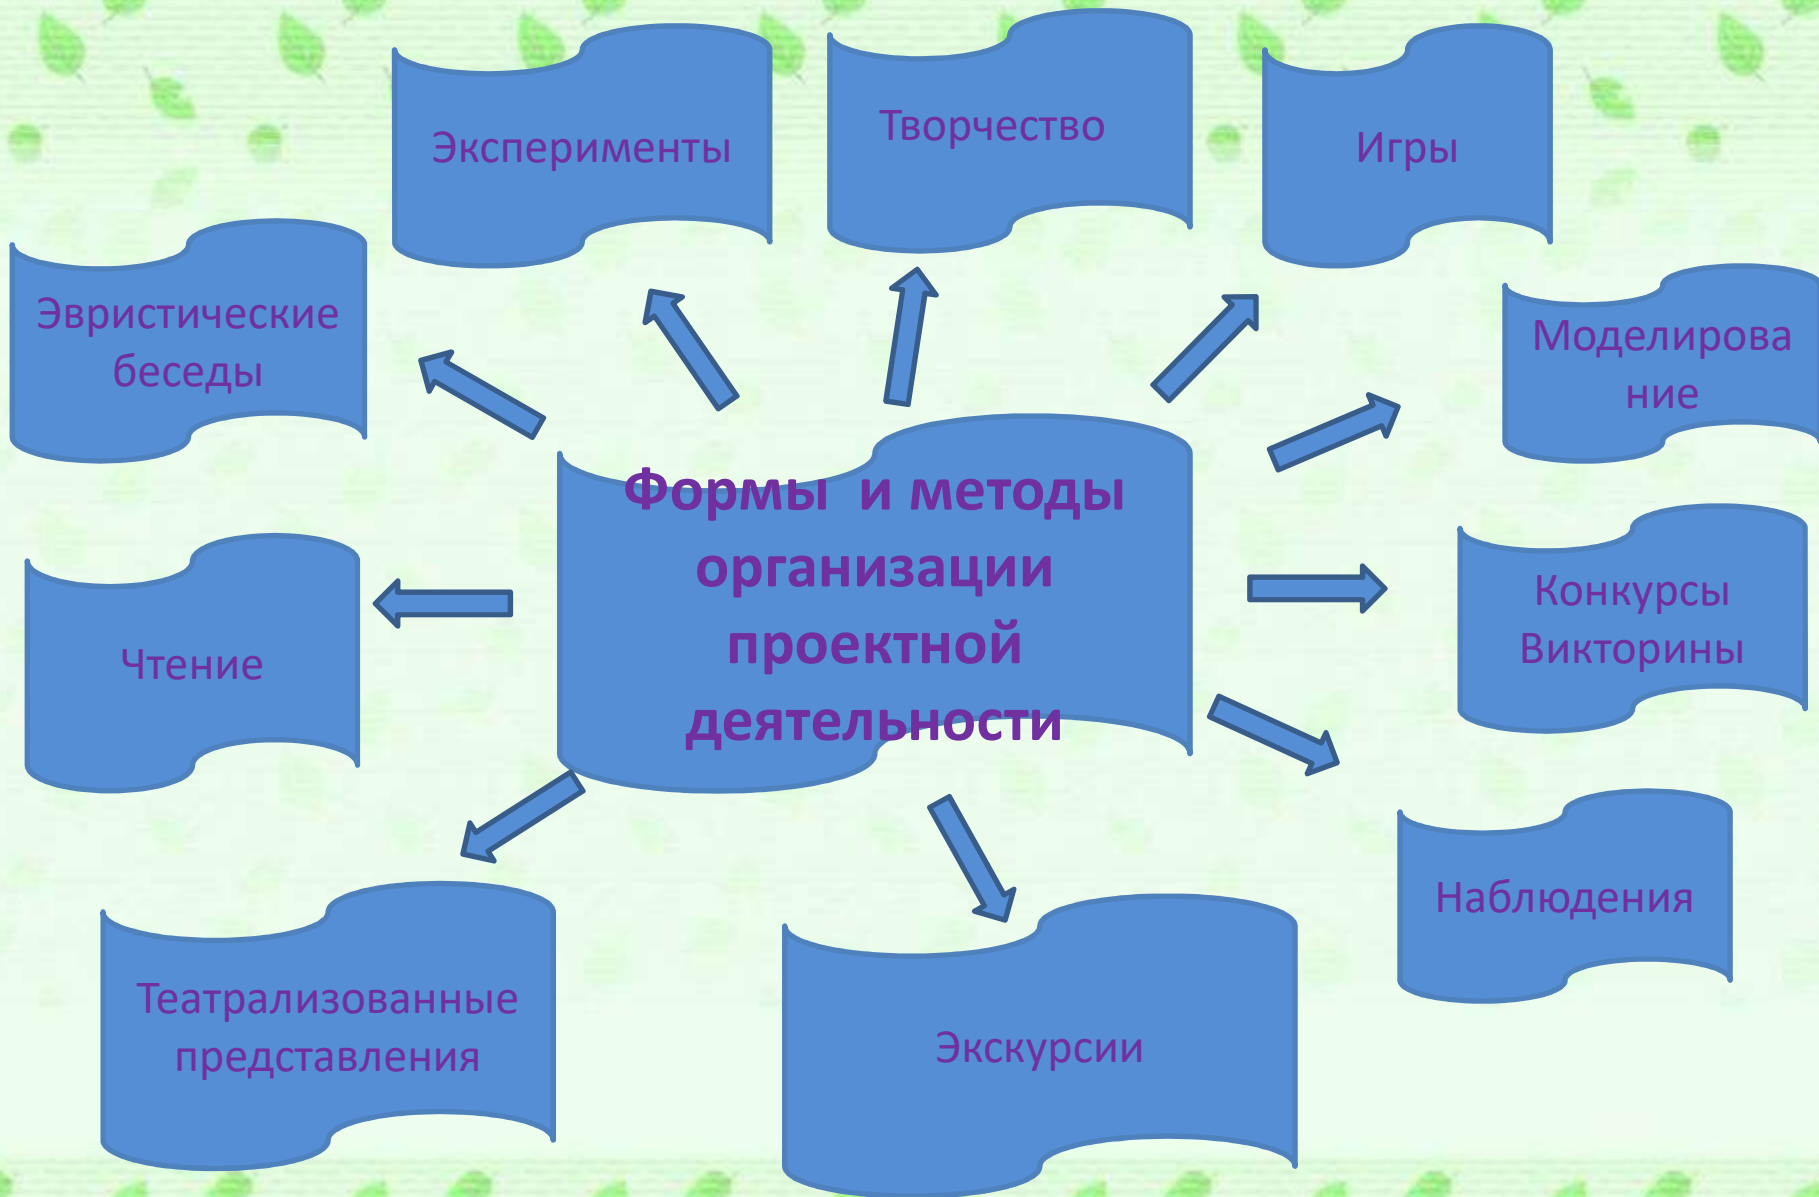 Эксперименты
Творчество
Игры
Эвристические
беседы
Моделирова
ние
Формы и методы
организации
проектной
деятельности
Чтение
Конкурсы
Викторины
Наблюдения
Театрализованные
представления
Экскурсии